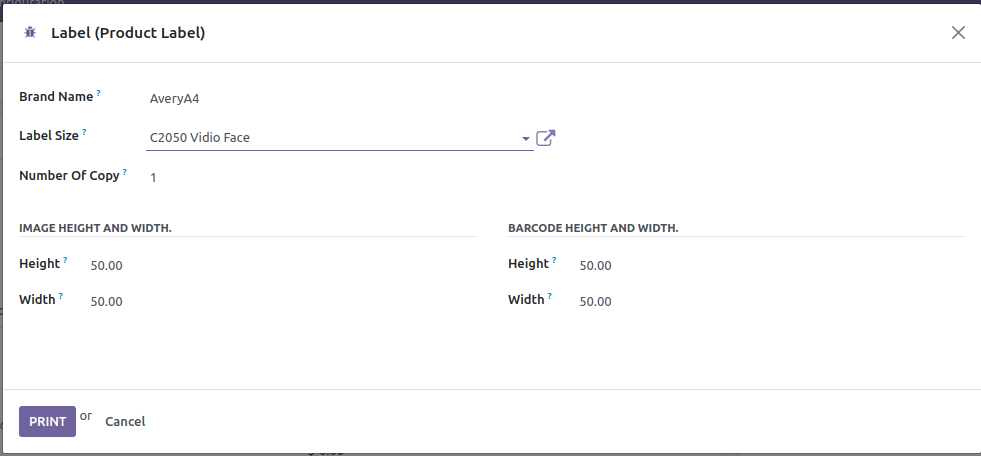 Label (Product Label)
Brand Name ?
AveryA4
Label Size ?
C2050 Vidio Face
Number Of Copy ?
1
IMAGE HEIGHT AND WIDTH.
Height ?
50.00
Width ?
50.00
BARCODE HEIGHT AND WIDTH.
Height ?
50.00
Width ?
50.00
PRINT or Cancel